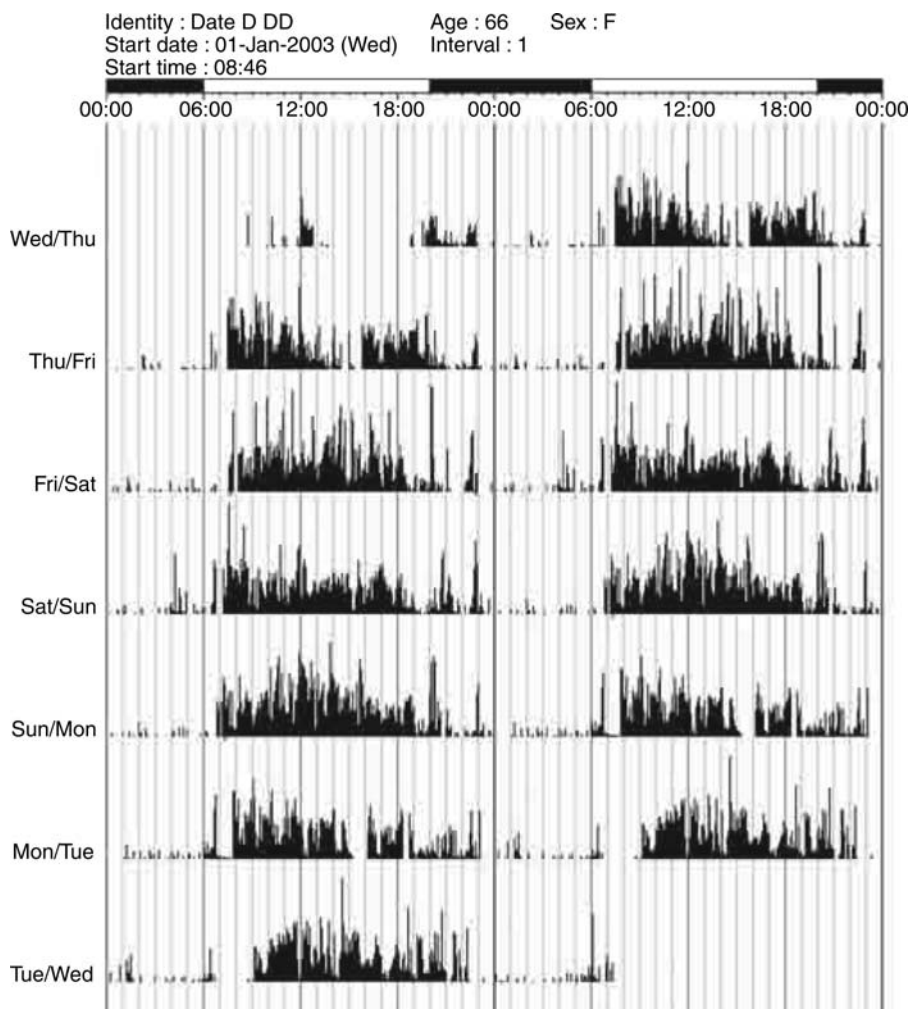 Identity : Date D DD Age : 66 Sex : F
Start date : 01-Jan-2003 (Wed) Interval : 1
Start time : 08:46
00:00 06:00 12:00 18:00 00:00 06:00 12:00 18:00 00:00
Wed/Thu
Thu/Fri
Fri/Sat
Sat/Sun
Sun/Mon
Mon/Tue
Tue/Wed